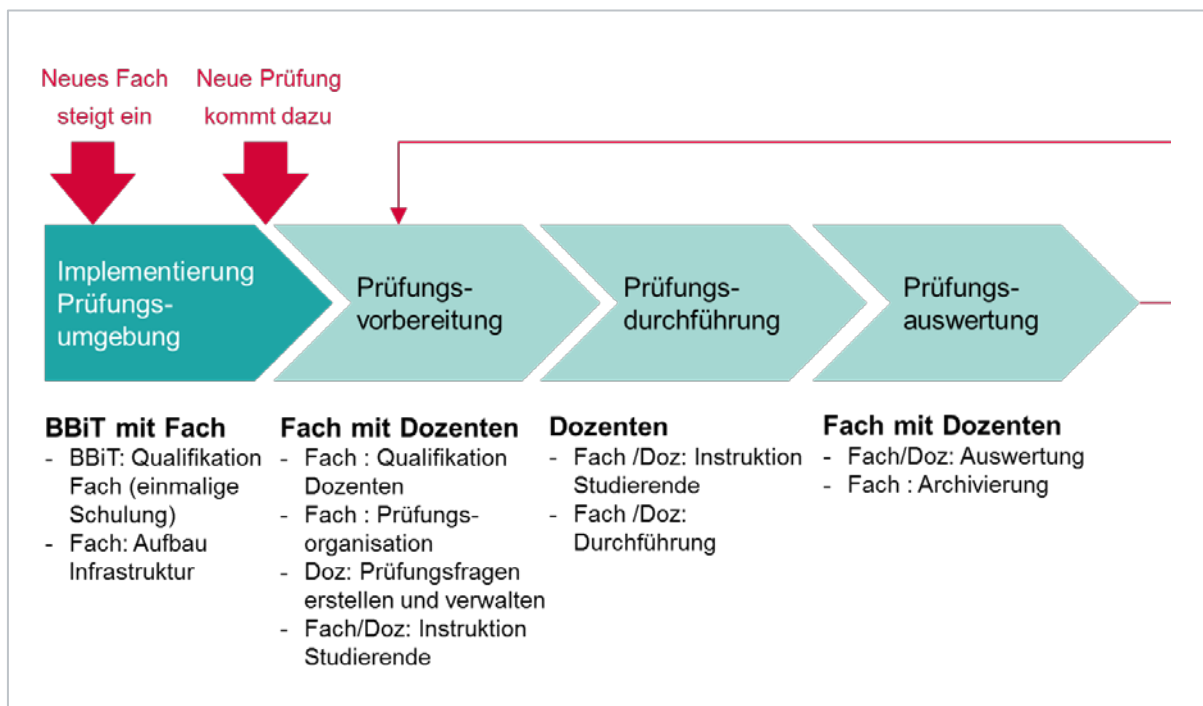 Neues Fach
steigt ein
Neue Prüfung
kommt dazu
Implementierung
Prüfungs-
umgebung
Prüfungs-
vorbereitung
Prüfungs-
durchführung
Prüfungs-
auswertung
BBiT mit Fach
- BBiT: Qualifikation
Fach (einmalige
Schulung)
- Fach: Aufbau
Infrastruktur
Fach mit Dozenten
- Fach : Qualifikation
Dozenten
- Fach : Prüfungs-
organisation
- Doz: Prüfungsfragen
erstellen und verwalten
- Fach/Doz: Instruktion
Studierende
Dozenten
- Fach /Doz: Instruktion
Studierende
- Fach /Doz:
Durchführung
Fach mit Dozenten
- Fach/Doz: Auswertung
- Fach : Archivierung